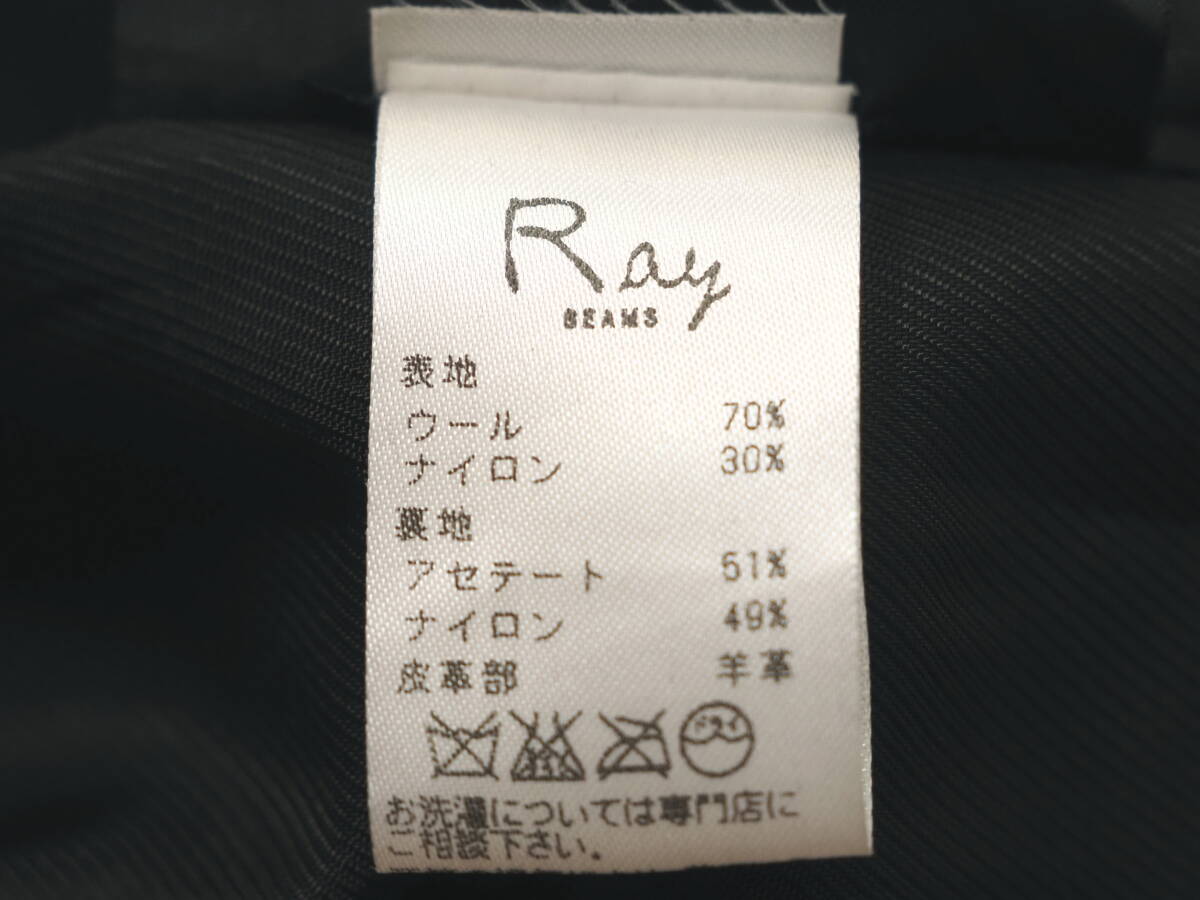 Ray
BEAMS
表地
ウール 70%
ナイロン 30%
裏地
アセテート 51%
ナイロン 49%
皮革部 羊革
ドライ
お洗濯については専門店に
ご相談下さい。